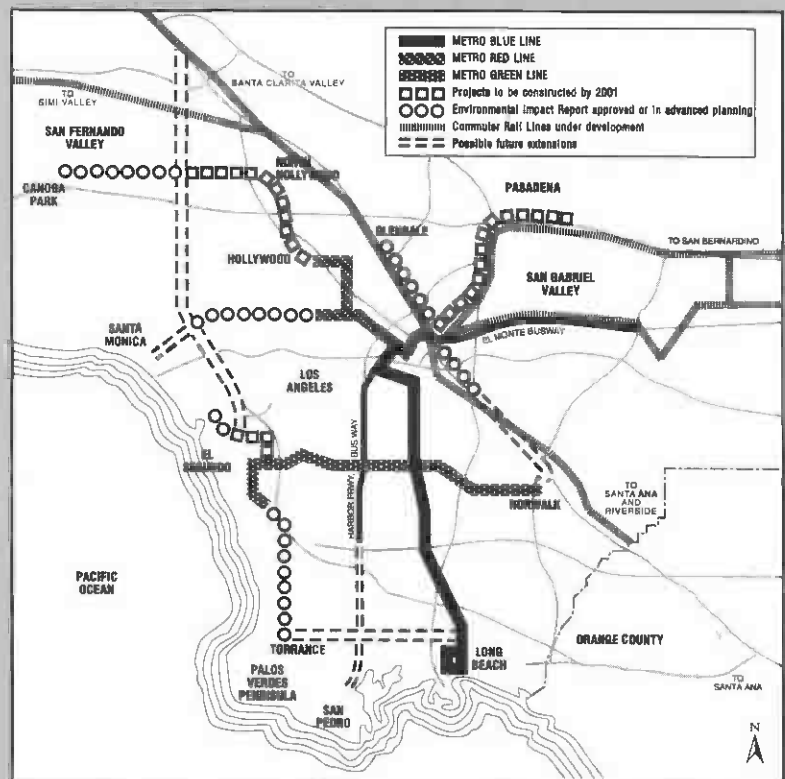 METRO BLUE LINE
METRO RED LINE
METRO GREEN LINE
Projects to be constructed by 2001
Environmental Impact Report approved or in advanced planning
Commuter Rail Lines under development
Possible future extensions
TO
SANTA CLARITA VALLEY
TO
SIMI VALLEY
SAN FERNANDO
VALLEY
NORTH
HOLLYWOOD
CANOGA
PARK
PASADENA
GLENDALE
TO SAN BERNARDINO
HOLLYWOOD
SAN GABRIEL
VALLEY
SANTA
MONICA
EL MONTE BUSWAY
LOS
ANGELES
EL
SEGUNDO
HARBOR FRWY. BUS WAY
NORWALK
TO
SANTA ANA
AND
RIVERSIDE
PACIFIC
OCEAN
ORANGE COUNTY
TORRANCE
LONG
BEACH
PALOS
VERDES
PENINSULA
TO
SANTA ANA
SAN
PEDRO
N